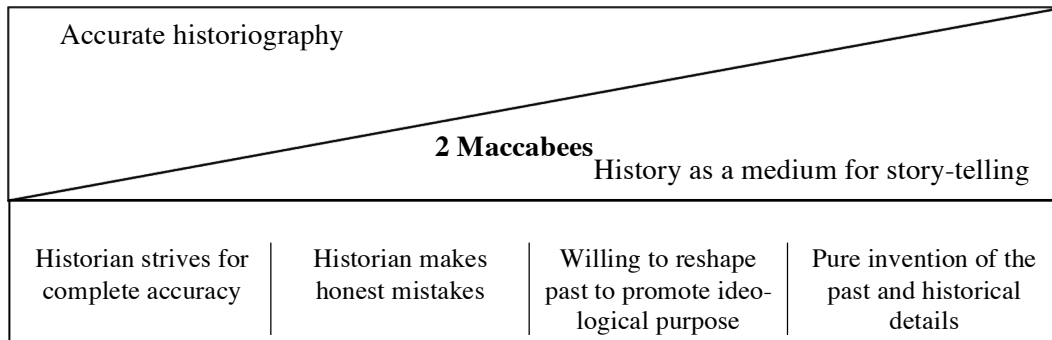 Accurate historiography
2 Maccabees
History as a medium for story-telling
Historian strives for
complete accuracy
Historian makes
honest mistakes
Willing to reshape
past to promote ideo-
logical purpose
Pure invention of the
past and historical
details